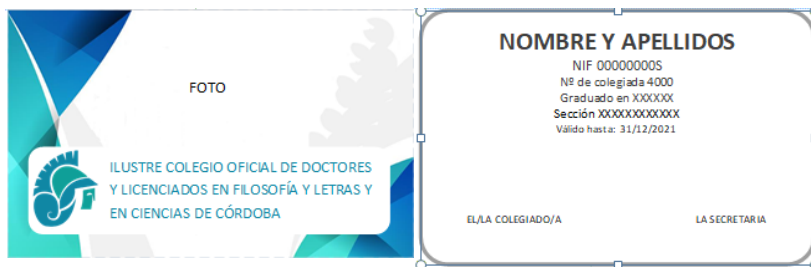 FOTO
ILUSTRE COLEGIO OFICIAL DE DOCTORES
Y LICENCIADOS EN FILOSOFÍA Y LETRAS Y
EN CIENCIAS DE CÓRDOBA
NOMBRE Y APELLIDOS
NIF 00000000S
Nº de colegiada 4000
Graduado en XXXXXX
Sección XXXXXXXXXXXX
Válido hasta: 31/12/2021
EL/LA COLEGIADO/A LA SECRETARIA